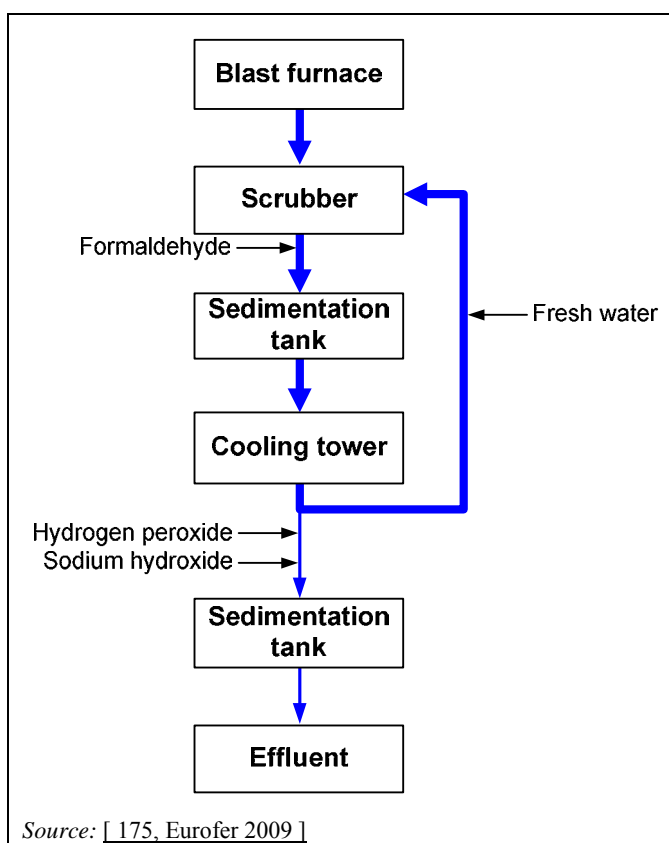 Blast furnace
Scrubber
Formaldehyde
Sedimentation
tank
Fresh water
Cooling tower
Hydrogen peroxide
Sodium hydroxide
Sedimentation
tank
Effluent
Source: [ 175, Eurofer 2009 ]